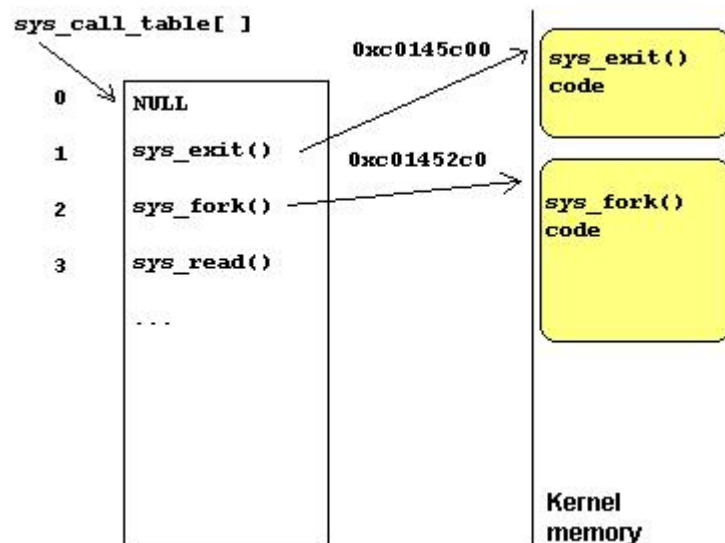 sys_call_table[ ]
0xc0145c00
sys_exit()
code
0 NULL
1 sys_exit()
0xc01452c0
2 sys_fork()
sys_fork()
code
3 sys_read()
...
Kernel
memory